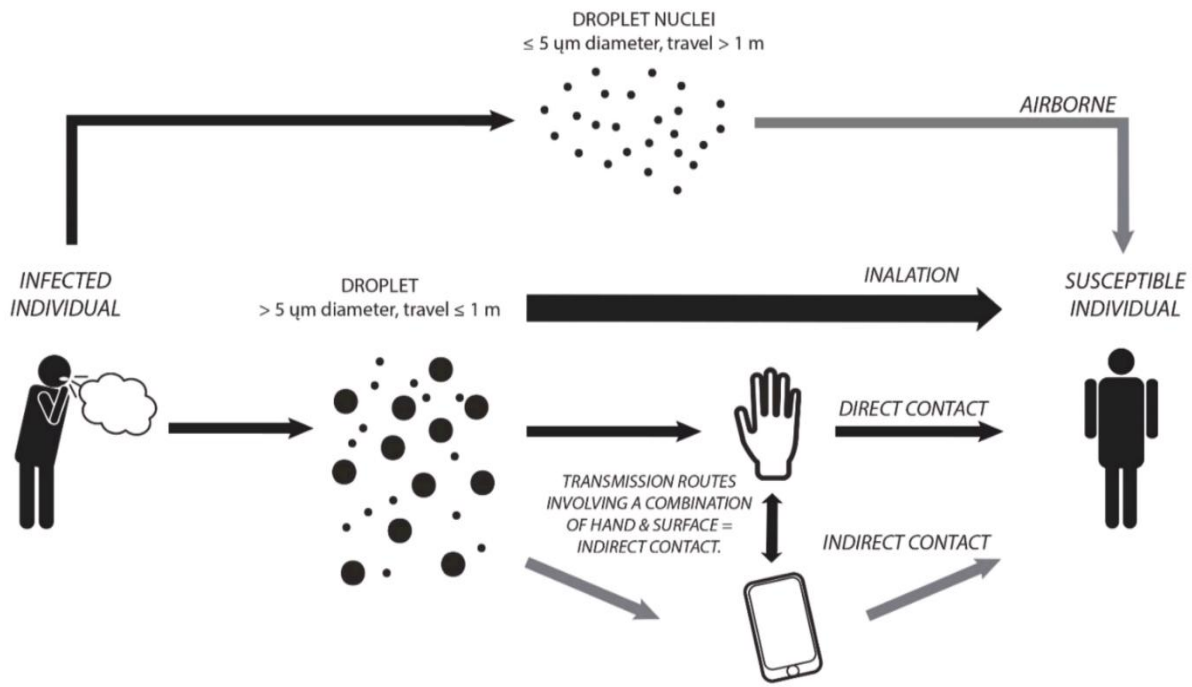 DROPLET NUCLEI
≤ 5 ųm diameter, travel > 1 m
AIRBORNE
INFECTED
INDIVIDUAL
DROPLET
> 5 ųm diameter, travel ≤ 1 m
INALATION
SUSCEPTIBLE
INDIVIDUAL
DIRECT CONTACT
TRANSMISSION ROUTES
INVOLVING A COMBINATION
OF HAND & SURFACE =
INDIRECT CONTACT.
INDIRECT CONTACT